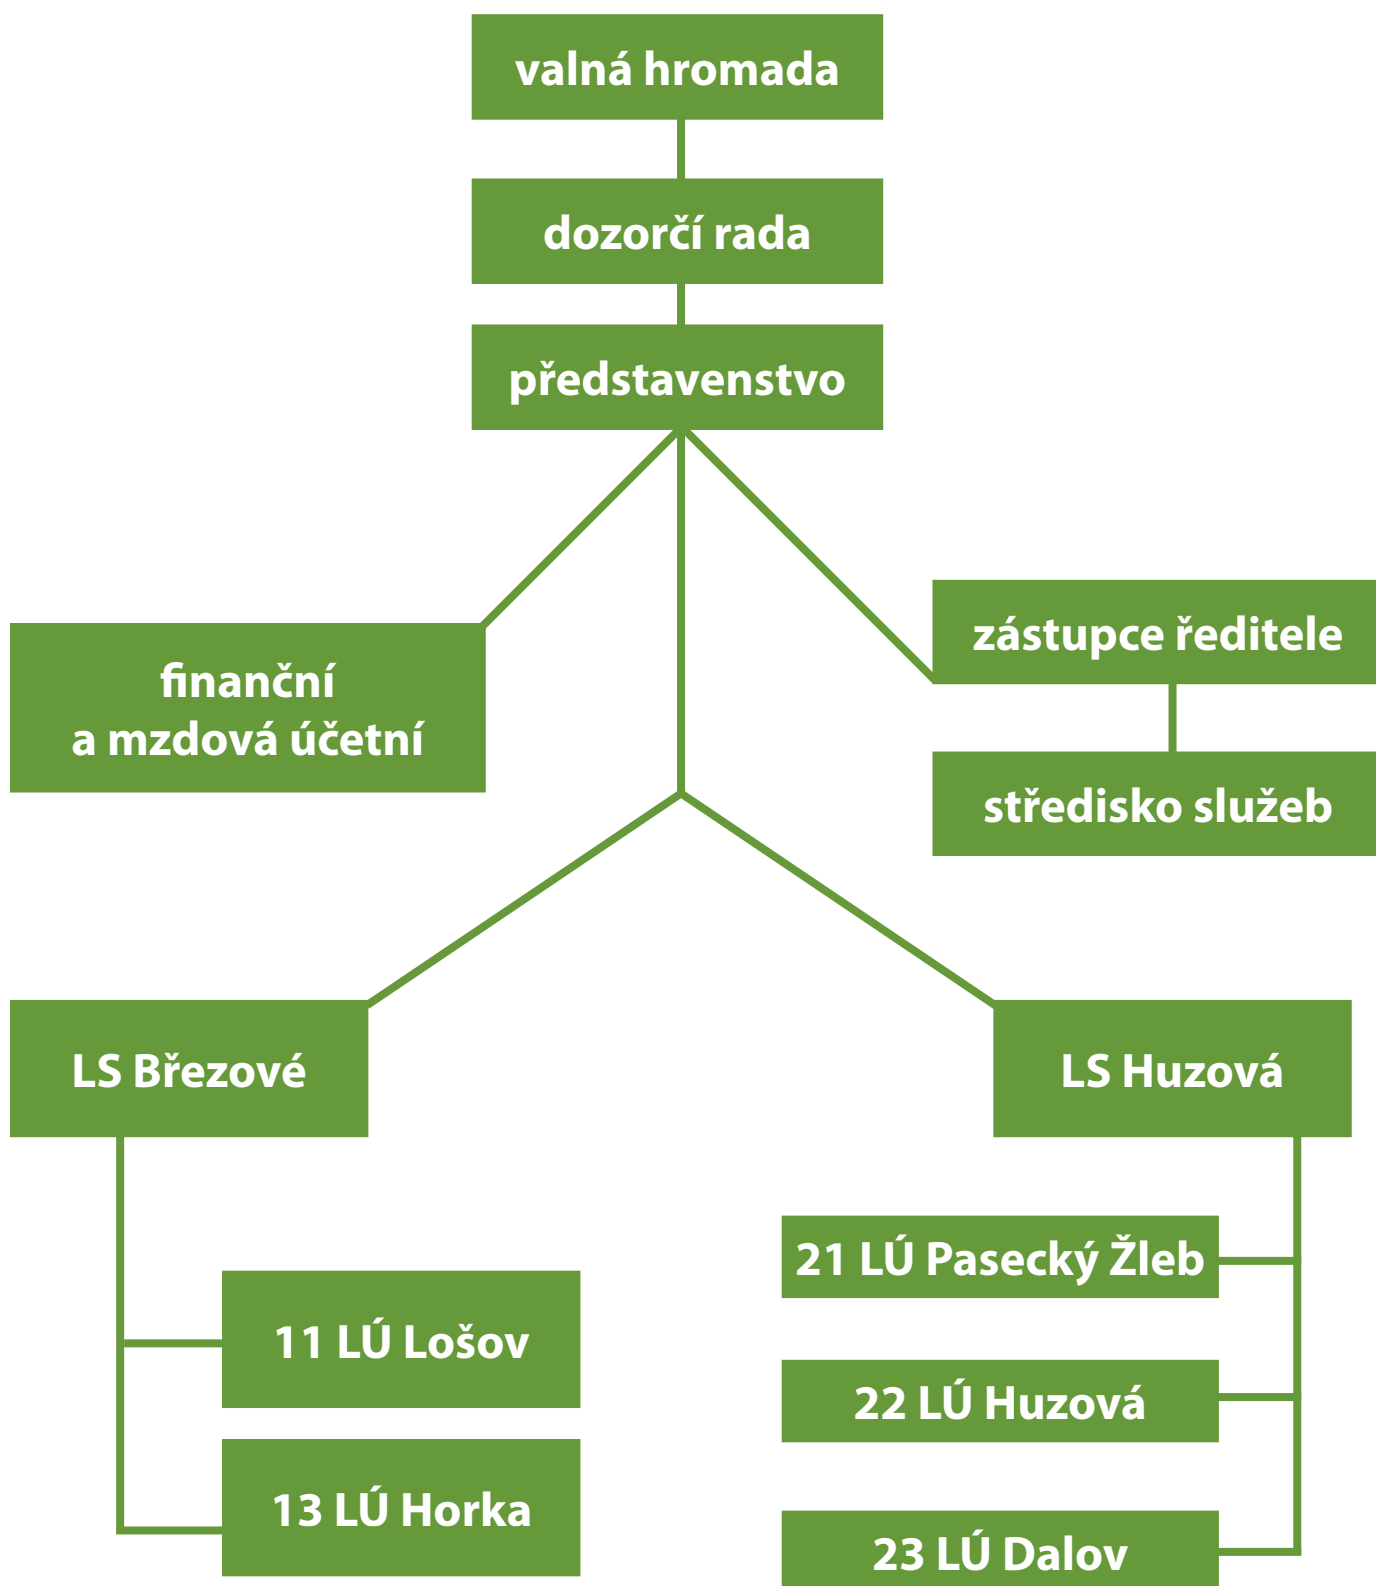 valná hromada
dozorčí rada
představenstvo
finanční
a mzdová účetní
zástupce ředitele
středisko služeb
LS Březové
11 LÚ Lošov
13 LÚ Horka
LS Huzová
21 LÚ Pasecký Žleb
22 LÚ Huzová
23 LÚ Dalov